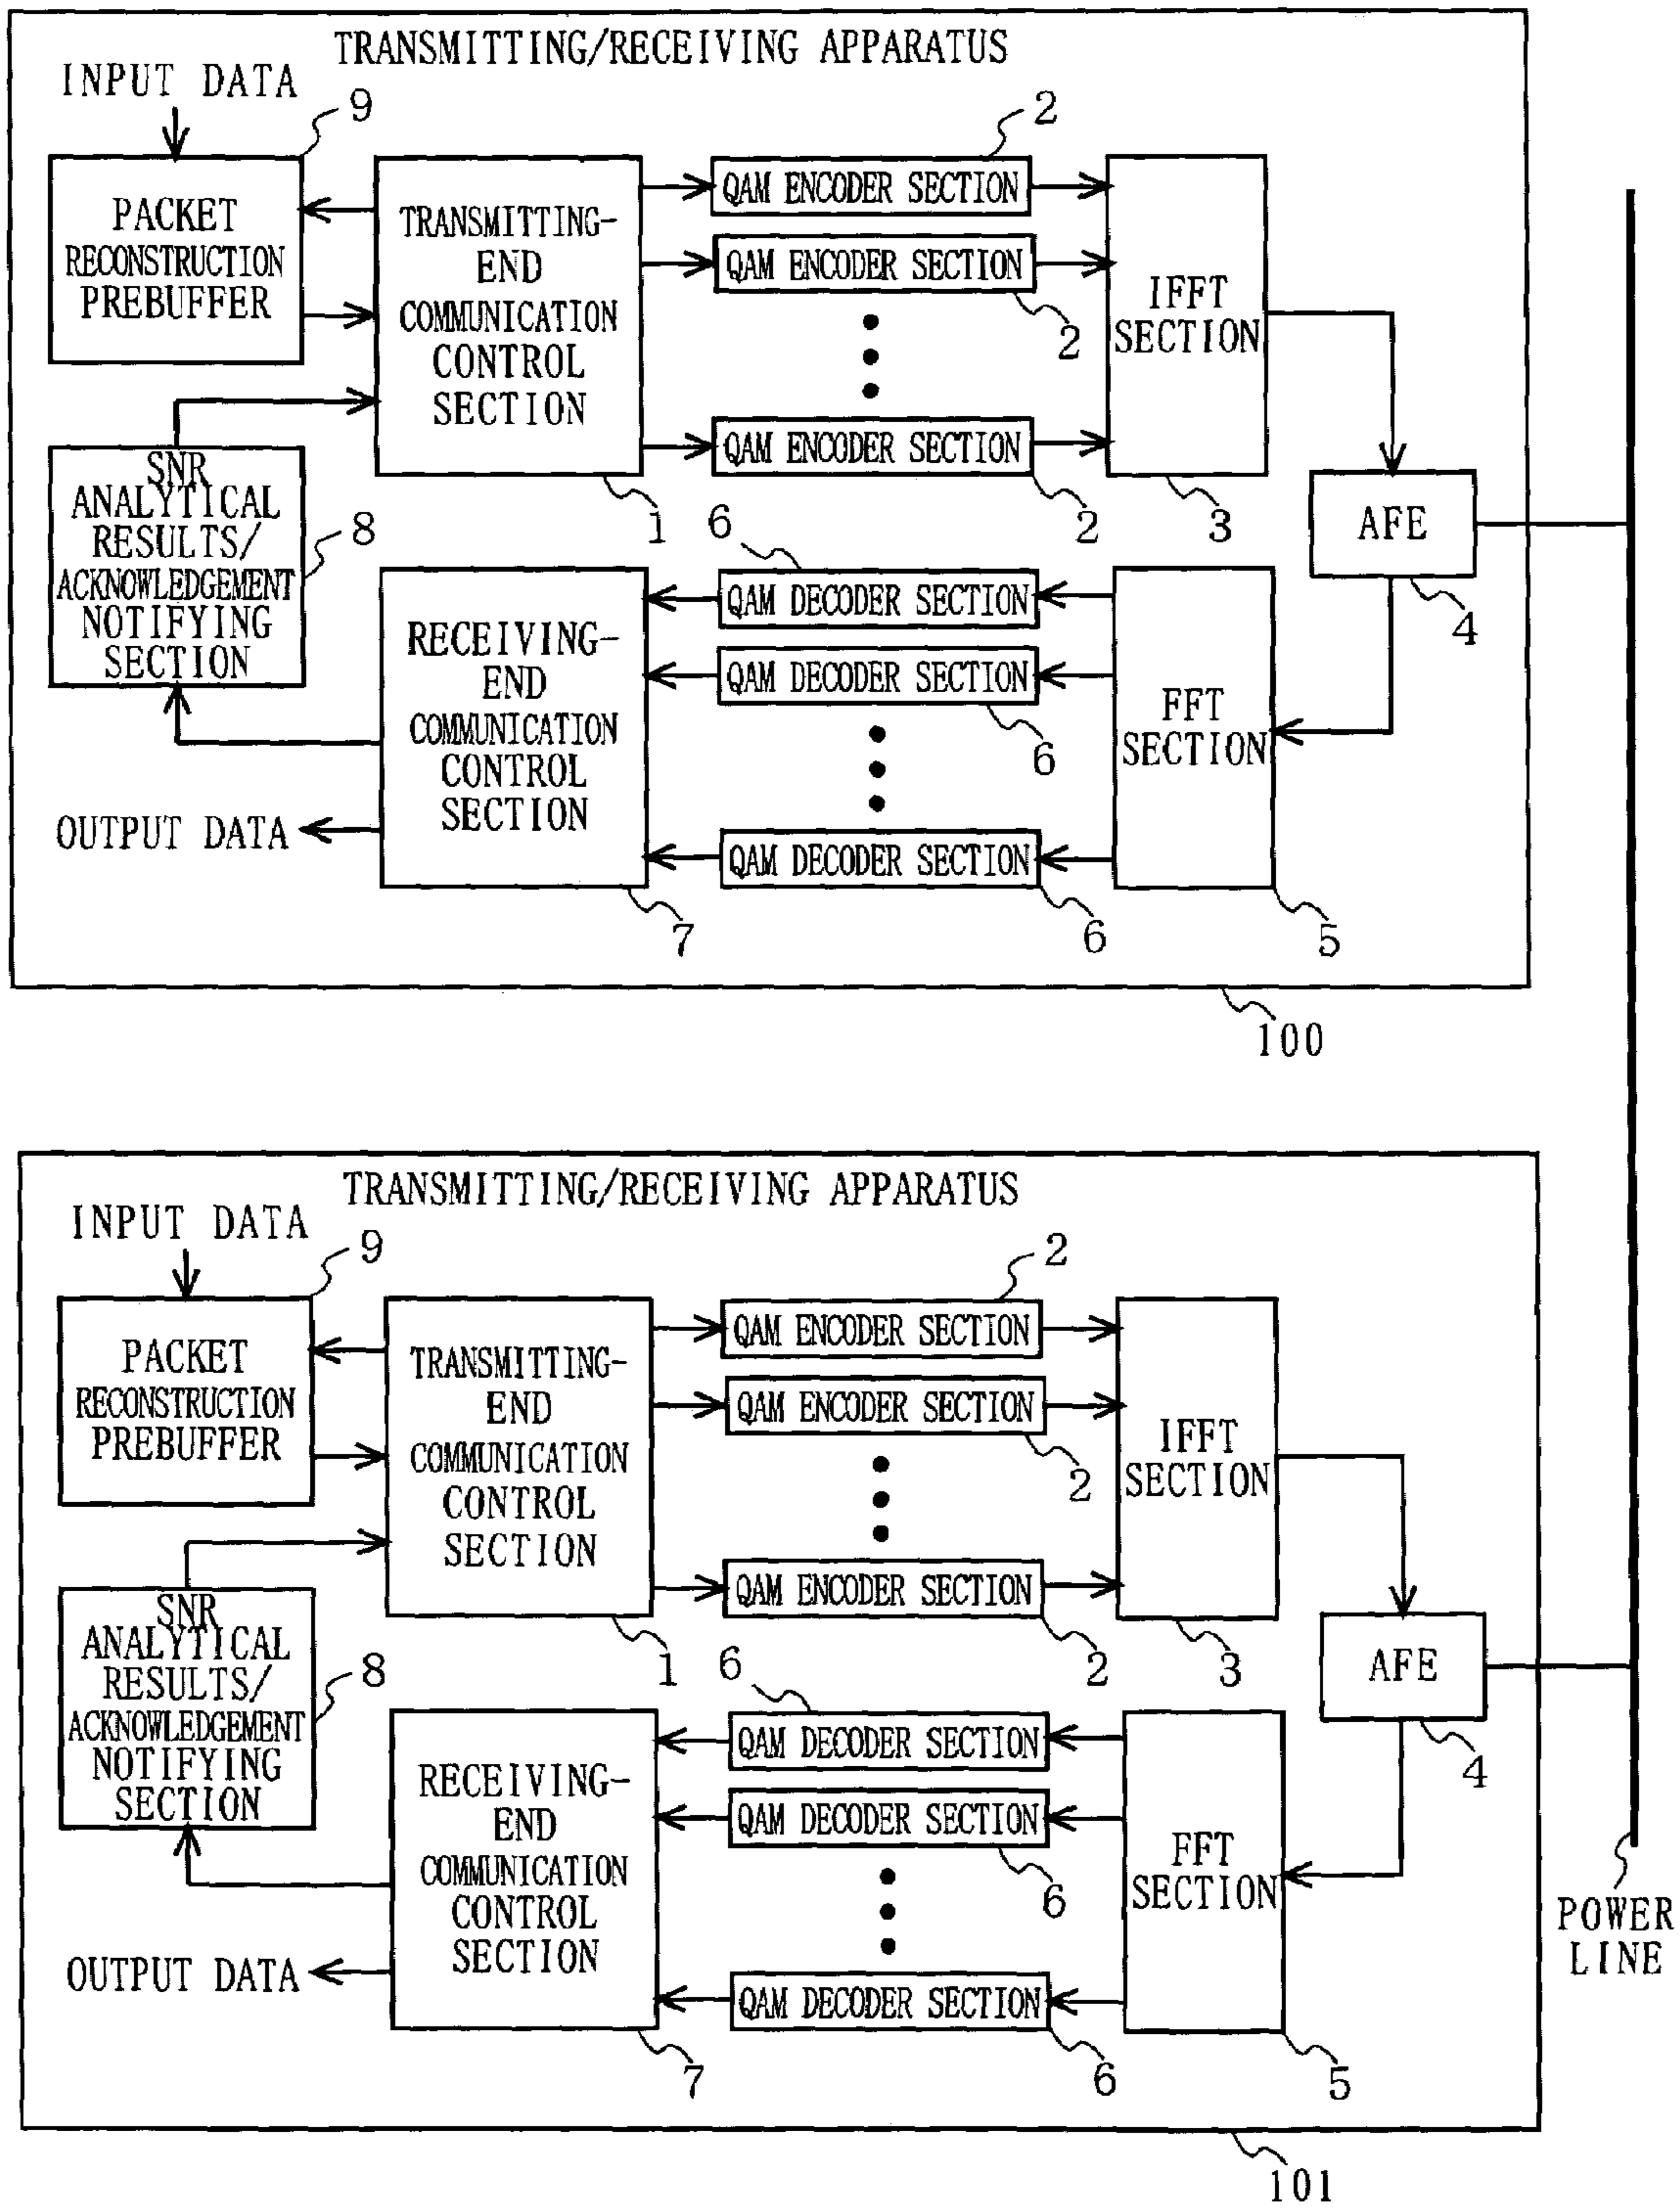 TRANSMITTING/RECEIVING APPARATUS
INPUT DATA
9
2
PACKET
RECONSTRUCTION
PREBUFFER
TRANSMITTING-
END
COMMUNICATION
CONTROL
SECTION
QAM ENCODER SECTION
QAM ENCODER SECTION
2
QAM ENCODER SECTION
IFFT
SECTION
SNR
ANALYTICAL
RESULTS/
ACKNOWLEDGEMENT
NOTIFYING
SECTION
8
1
6
2
3
AFE
4
RECEIVING-
END
COMMUNICATION
CONTROL
SECTION
QAM DECODER SECTION
QAM DECODER SECTION
6
QAM DECODER SECTION
FFT
SECTION
OUTPUT DATA
7
6
5
100
TRANSMITTING/RECEIVING APPARATUS
INPUT DATA
9
2
PACKET
RECONSTRUCTION
PREBUFFER
TRANSMITTING-
END
COMMUNICATION
CONTROL
SECTION
QAM ENCODER SECTION
QAM ENCODER SECTION
2
QAM ENCODER SECTION
IFFT
SECTION
SNR
ANALYTICAL
RESULTS/
ACKNOWLEDGEMENT
NOTIFYING
SECTION
8
1
6
2
3
AFE
4
RECEIVING-
END
COMMUNICATION
CONTROL
SECTION
QAM DECODER SECTION
QAM DECODER SECTION
6
QAM DECODER SECTION
FFT
SECTION
POWER
LINE
OUTPUT DATA
7
6
5
101